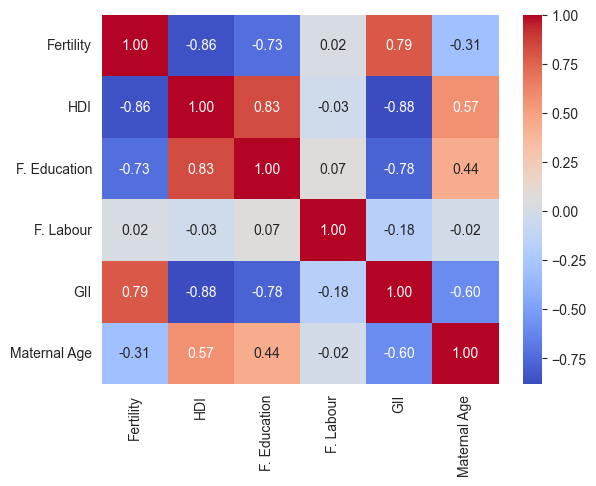 Fertility 1.00 -0.86 -0.73 0.02 0.79 -0.31
HDI -0.86 1.00 0.83 -0.03 -0.88 0.57
F. Education -0.73 0.83 1.00 0.07 -0.78 0.44
F. Labour 0.02 -0.03 0.07 1.00 -0.18 -0.02
GII 0.79 -0.88 -0.78 -0.18 1.00 -0.60
Maternal Age -0.31 0.57 0.44 -0.02 -0.60 1.00
Fertility
HDI
F. Education
F. Labour
GII
Maternal Age
1.00
0.75
0.50
0.25
0.00
−0.25
−0.50
−0.75